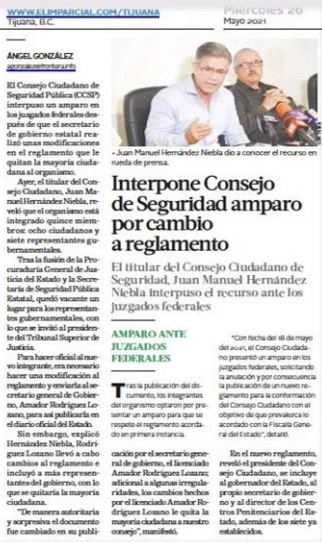 WWW.ELIMPARCIAL.COM/TIJUANA
Tijuana, B.C.
Miércoles 26
Mayo 2021
ÁNGEL GONZÁLEZ
agonzalez@frontera.info
El Consejo Ciudadano de
Seguridad Pública (CCSP)
interpuso un amparo en
los juzgados federales des-
pués de que el secretario
de gobierno estatal rea-
lizó unas modificaciones
en el reglamento que le
quitan la mayoría ciuda-
dana al organismo.
Ayer, el titular del Con-
sejo Ciudadano, Juan Ma-
nuel Hernández Niebla, re-
veló que el organismo está
integrado quince miem-
bros: ocho ciudadanos y
siete representantes gu-
bernamentales.
Tras la fusión de la Pro-
curaduría General de Jus-
ticia del Estado y la Secre-
taría de Seguridad Pública
Estatal, quedó vacante un
lugar para los representan-
tes gubernamentales, con
lo que se invitó al presiden-
te del Tribunal Superior de
Justicia.
Para hacer oficial al nue-
vo integrante, era necesario
hacer una modificación al
reglamento y enviarla al se-
cretario general de Gobier-
no, Amador Rodríguez Lo-
zano, para así publicarla en
el diario oficial del Estado.
Sin embargo, explicó
Hernández Niebla, Rodrí-
guez Lozano llevó a cabo
cambios al reglamento e
incluyó a más represen-
tantes del gobierno, con lo
que se quitaría la mayoría
ciudadana.
"De manera autoritaria
y sorpresiva el documento
fue cambiado en su publi-
- Juan Manuel Hernández Niebla dio a conocer el recurso en
rueda de prensa.
Interpone Consejo
de Seguridad amparo
por cambio
a reglamento
El titular del Consejo Ciudadano de
Seguridad, Juan Manuel Hernández
Niebla interpuso el recurso ante los
juzgados federales
AMPARO ANTE
JUZGADOS
FEDERALES
Tras la publicación del do-
cumento, los integrantes
del organismo optaron por pre-
sentar un amparo para que se
respete el reglamento acorda-
do en primera instancia.
"Con fecha del 18 de mayo
del 2021, el Consejo Ciudada-
no presentó un amparo en los
juzgados federales, solicitando
la anulación y por consecuencia
la publicación de un nuevo re-
glamento para la conformación
del Consejo Ciudadano con el
objetivo de que prevalezca lo
acordado con la Fiscalía Gene-
ral del Estado", detalló.
cación por el secretario gene-
ral de gobierno, el licenciado
Amador Rodríguez Lozano;
adicional a algunas irregula-
ridades, los cambios hechos
por el licenciado Amador Ro-
dríguez Lozano le quita la
mayoría ciudadana a nuestro
consejo", manifestó.
En el nuevo reglamento,
reveló el presidente del Con-
sejo Ciudadano, se incluye
al gobernador del Estado, al
propio secretario de gobier-
no y al director de los Cen-
tros Penitenciarios del Es-
tado, además de los siete ya
establecidos.